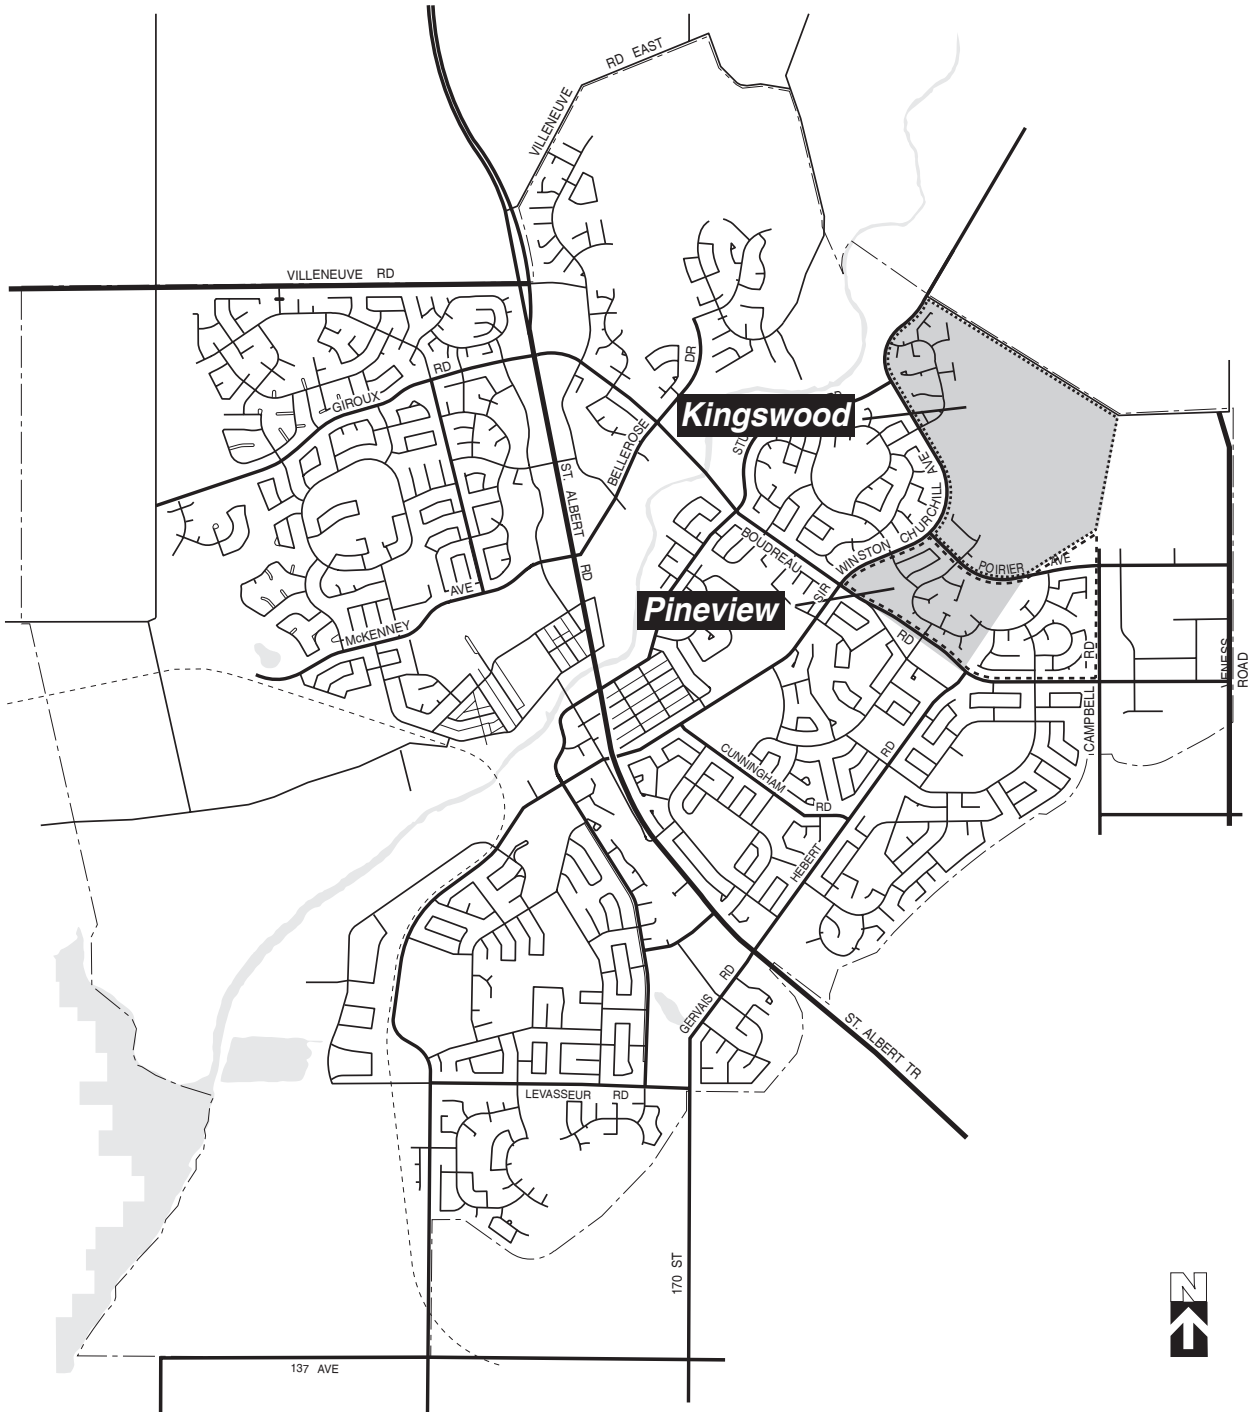 RD EAST
VILLENEUVE
VILLENEUVE RD
DR
RD
GIROUX
Kingswood
BELLEROSE
AVE
ST. ALBERT
WINSTON CHURCHILL
BOUDREAU
POIRIER AVE
RD
AVE
SIR
Pineview
McKENNEY
RD
RD
VENESS
ROAD
CAMPBELL
RD
CUNNINGHAM
RD
HEBERT
RD
GERVAIS
ST. ALBERT TR
LEVASSEUR RD
170 ST
N
137 AVE